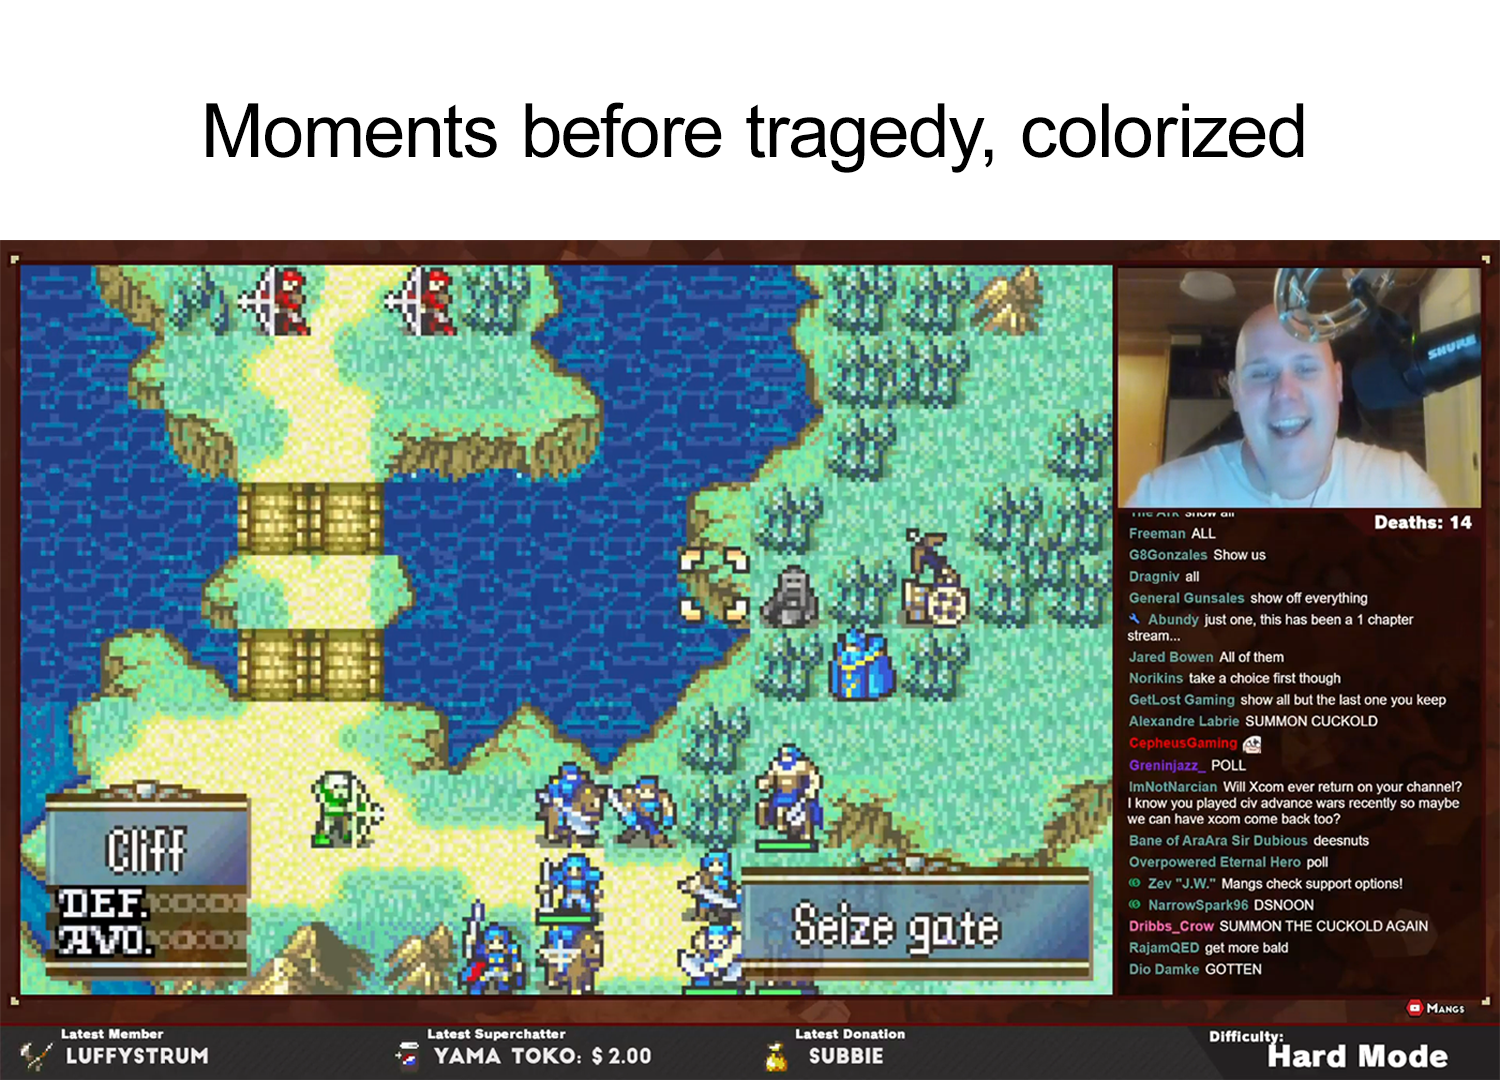 Moments before tragedy, colorized
SHURE
Deaths: 14
Freeman ALL
G8Gonzales Show us
Dragniv all
General Gunsales show off everything
Abundy just one, this has been a 1 chapter
stream...
Jared Bowen All of them
Norikins take a choice first though
GetLost Gaming show all but the last one you keep
Alexandre Labrie SUMMON CUCKOLD
CepheusGaming
Greninjazz_ POLL
ImNotNarcian Will Xcom ever return on your channel?
I know you played civ advance wars recently so maybe
we can have xcom come back too?
Bane of AraAra Sir Dubious deesnuts
Overpowered Eternal Hero poll
Zev "J.W." Mangs check support options!
NarrowSpark96 DSNOON
Dribbs_Crow SUMMON THE CUCKOLD AGAIN
RajamQED get more bald
Dio Damke GOTTEN
Cliff
DEF.
AVO.
Seize gate
MANGS
Latest Member
LUFFYSTRUM
Latest Superchatter
YAMA TOKO: $2.00
Latest Donation
SUBBIE
Difficulty:
Hard Mode